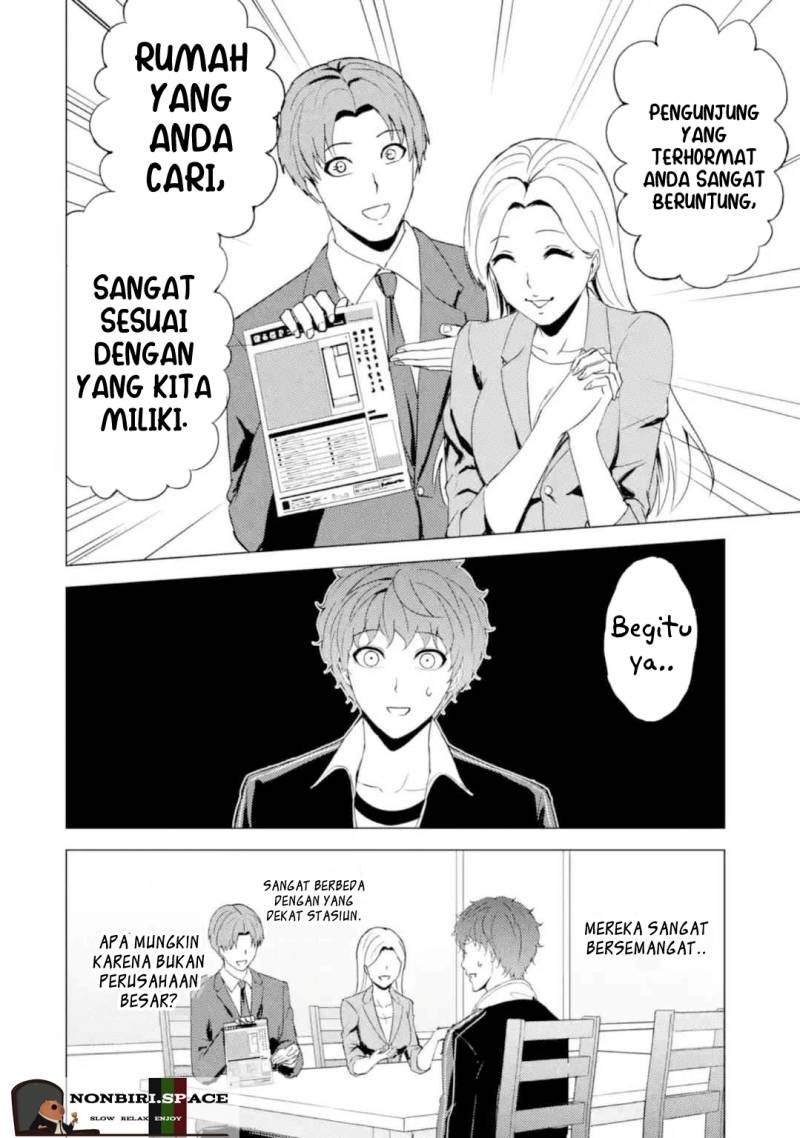 PENGUNJUNG
YANG
TERHORMAT
ANDA SANGAT
BERUNTUNG,
RUMAH
YANG
ANDA
CARI,
SANGAT
SESUAI
DENGAN
YANG KITA
MILIKI.
Begitu
ya..
MEREKA SANGAT
BERSEMANGAT..
SANGAT BERBEDA
DENGAN YANG
DEKAT STASIUN.
APA MUNGKIN
KARENA BUKAN
PERUSAHAAN
BESAR?
NONBIRI.SPACE
SLOW RELAX ENJOY